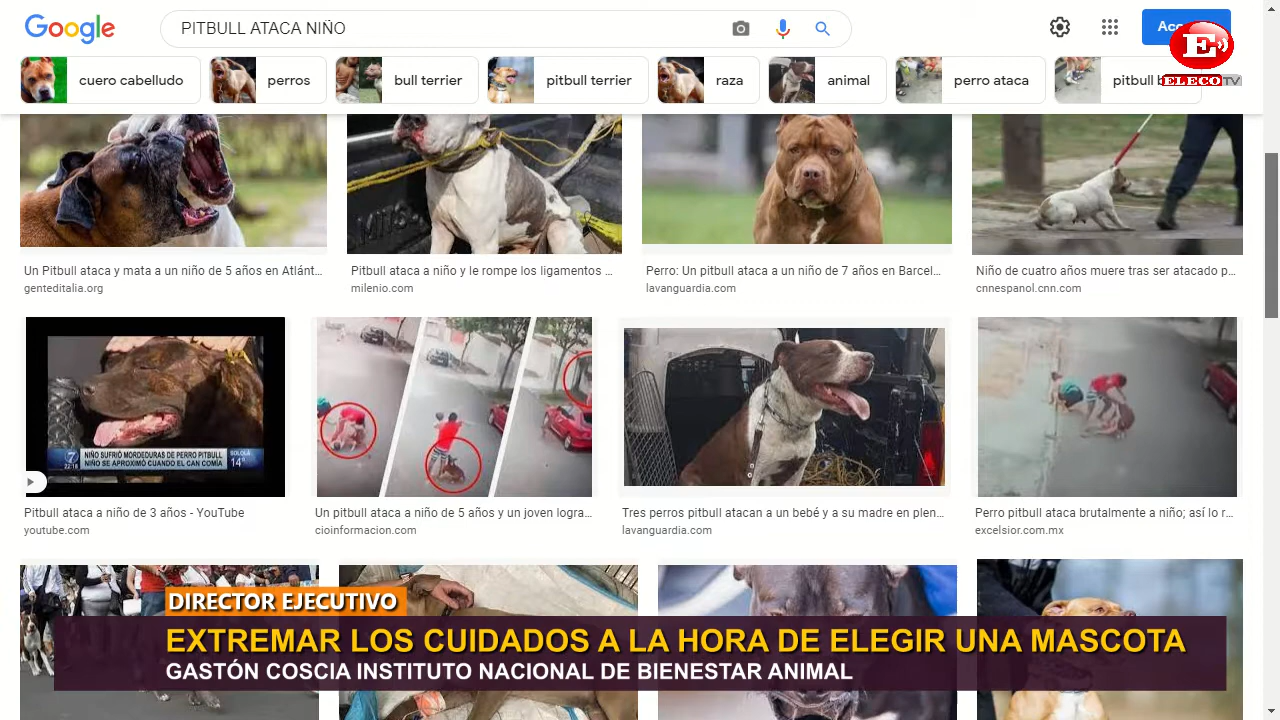 Google
PITBULL ATACA NIÑO
Acc
E
ELECO TV
cuero cabelludo
perros
bull terrier
pitbull terrier
raza
animal
perro ataca
pitbull b
Un Pitbull ataca y mata a un niño de 5 años en Atlánt...
genteditalia.org
Pitbull ataca a niño y le rompe los ligamentos ...
milenio.com
Perro: Un pitbull ataca a un niño de 7 años en Barcel...
lavanguardia.com
Niño de cuatro años muere tras ser atacado p...
cnnespanol.cnn.com
7
22:18
NIÑO SUFRIÓ MORDEDURAS DE PERRO PITBULL
NIÑO SE APROXIMÓ CUANDO EL CAN COMÍA
14°
Pitbull ataca a niño de 3 años - YouTube
youtube.com
Un pitbull ataca a niño de 5 años y un joven logra...
cioinformacion.com
Tres perros pitbull atacan a un bebé y a su madre en plen...
lavanguardia.com
Perro pitbull ataca brutalmente a niño; así lo r...
excelsior.com.mx
DIRECTOR EJECUTIVO
EXTREMAR LOS CUIDADOS A LA HORA DE ELEGIR UNA MASCOTA
GASTÓN COSCIA INSTITUTO NACIONAL DE BIENESTAR ANIMAL